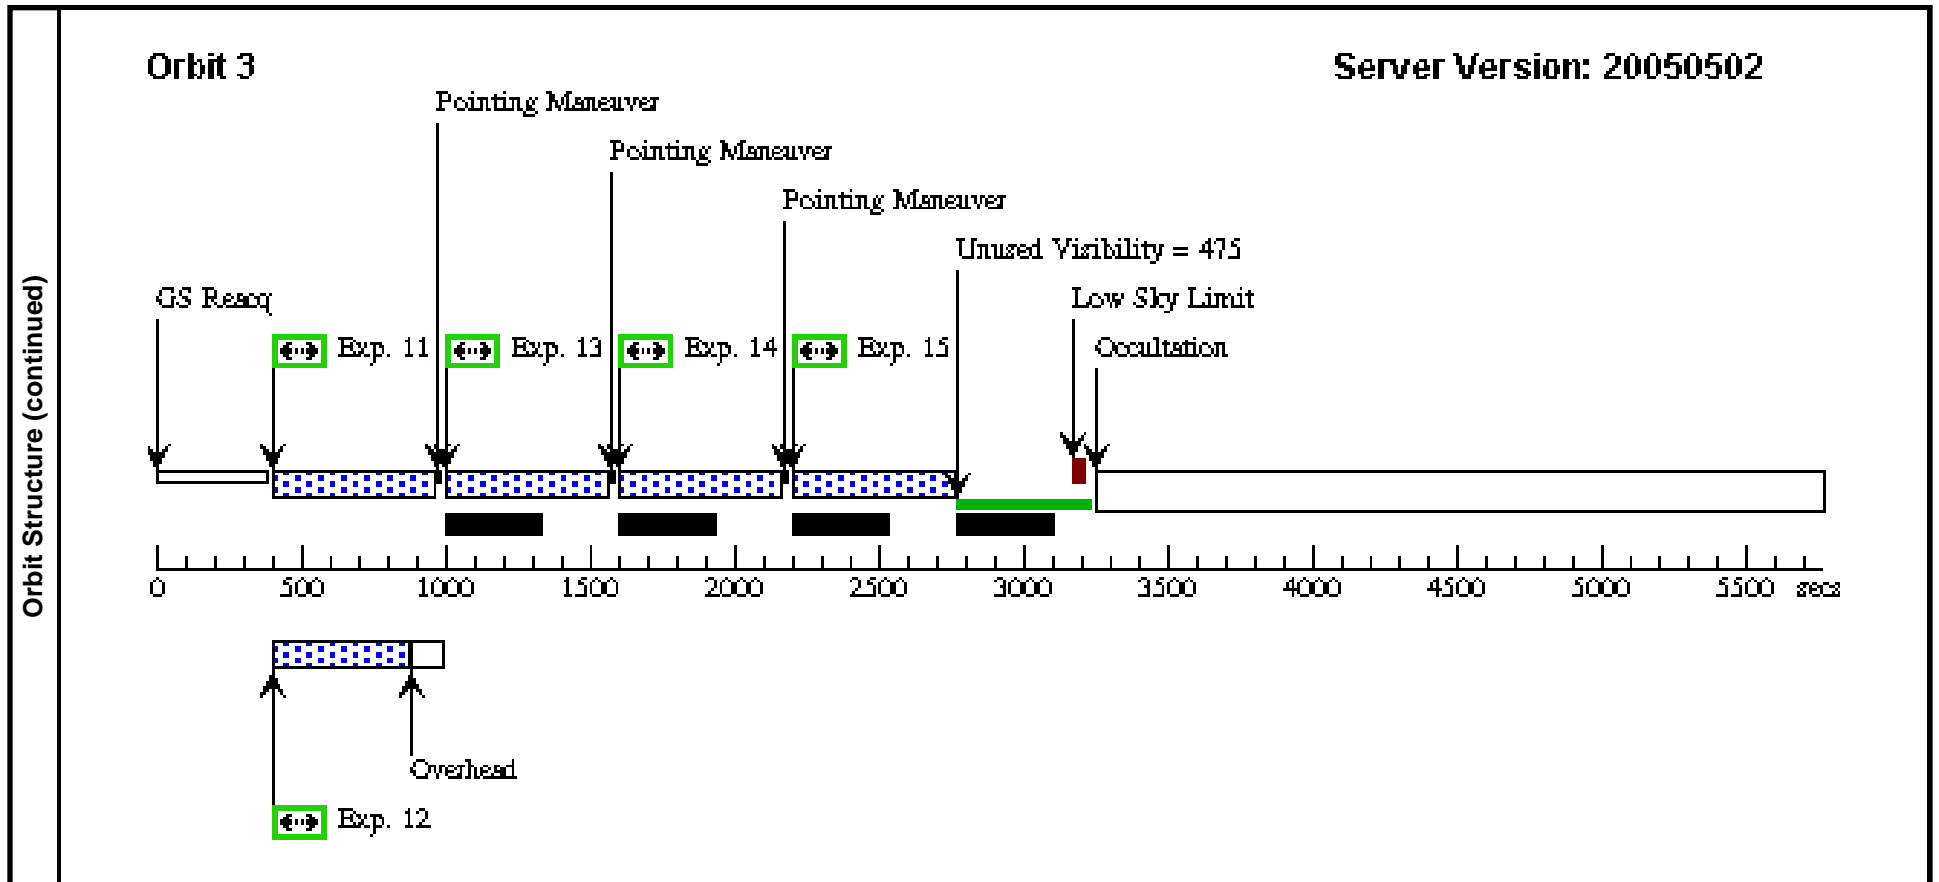 Orbit Structure (continued)
Orbit 3
Server Version: 20050502
Pointing Maneuver
Pointing Maneuver
Pointing Maneuver
Unused Visibility = 475
GS Reacq
Low Sky Limit
Exp. 11
Exp. 13
Exp. 14
Exp. 15
Occultation
0 500 1000 1500 2000 2500 3000 3500 4000 4500 5000 5500 secs
Overhead
Exp. 12